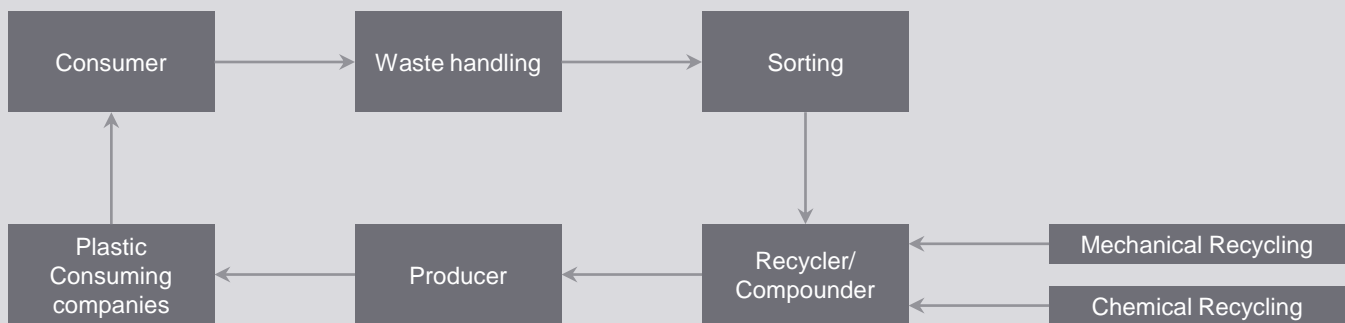 Consumer
Waste handling
Sorting
Plastic
Consuming
companies
Producer
Recycler/
Compounder
Mechanical Recycling
Chemical Recycling